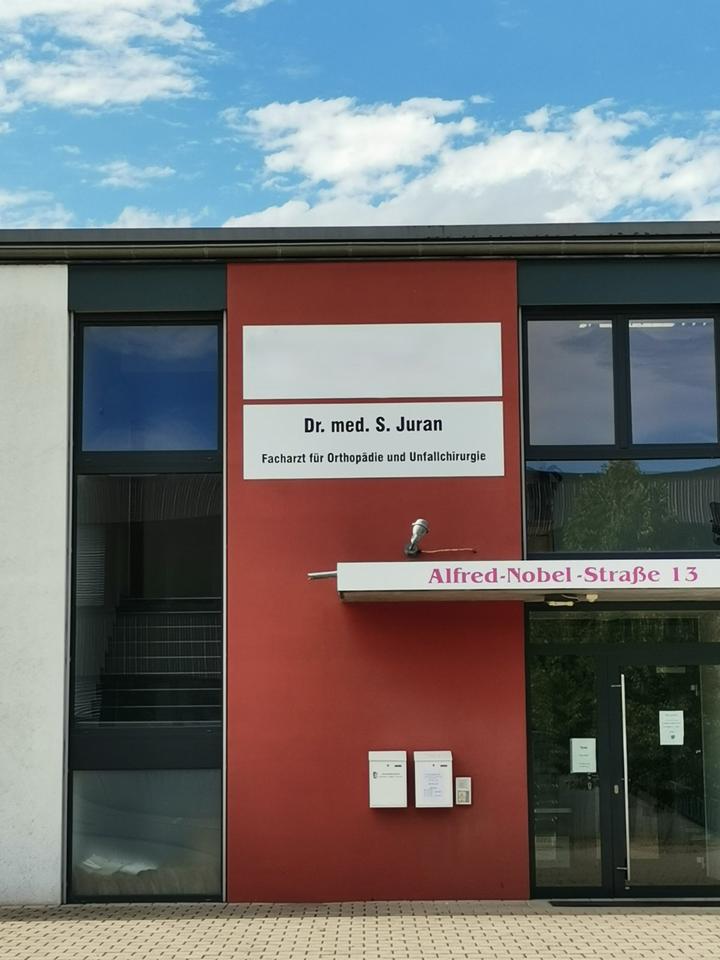 Dr. med. S. Juran
Facharzt für Orthopädie und Unfallchirurgie
Alfred-Nobel-Straße 13